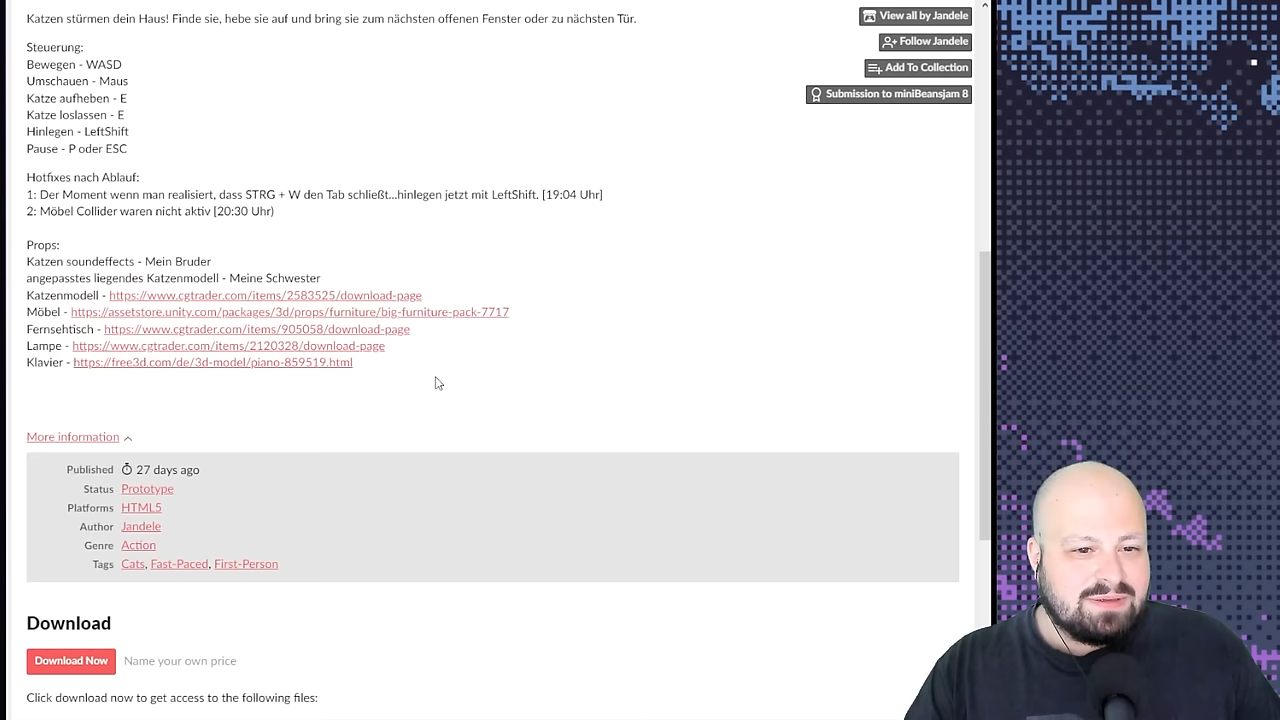 Katzen stürmen dein Haus! Finde sie, hebe sie auf und bring sie zum nächsten offenen Fenster oder zu nächsten Tür.
Steuerung:
Bewegen - WASD
Umschauen - Maus
Katze aufheben - E
Katze loslassen - E
Hinlegen - LeftShift
Pause - P oder ESC
Hotfixes nach Ablauf:
1: Der Moment wenn man realisiert, dass STRG + W den Tab schließt...hinlegen jetzt mit LeftShift. [19:04 Uhr]
2: Möbel Collider waren nicht aktiv [20:30 Uhr)
Props:
Katzen soundeffects - Mein Bruder
angepasstes liegendes Katzenmodell - Meine Schwester
Katzenmodell - https://www.cgtrader.com/items/2583525/download-page
Möbel - https://assetstore.unity.com/packages/3d/props/furniture/big-furniture-pack-7717
Fernsehtisch - https://www.cgtrader.com/items/905058/download-page
Lampe - https://www.cgtrader.com/items/2120328/download-page
Klavier - https://free3d.com/de/3d-model/piano-859519.html
More information
Published 27 days ago
Status Prototype
Platforms HTML5
Author Jandele
Genre Action
Tags Cats, Fast-Paced, First-Person
Download
Download Now Name your own price
Click download now to get access to the following files:
View all by Jandele
Follow Jandele
Add To Collection
Submission to miniBeansjam 8